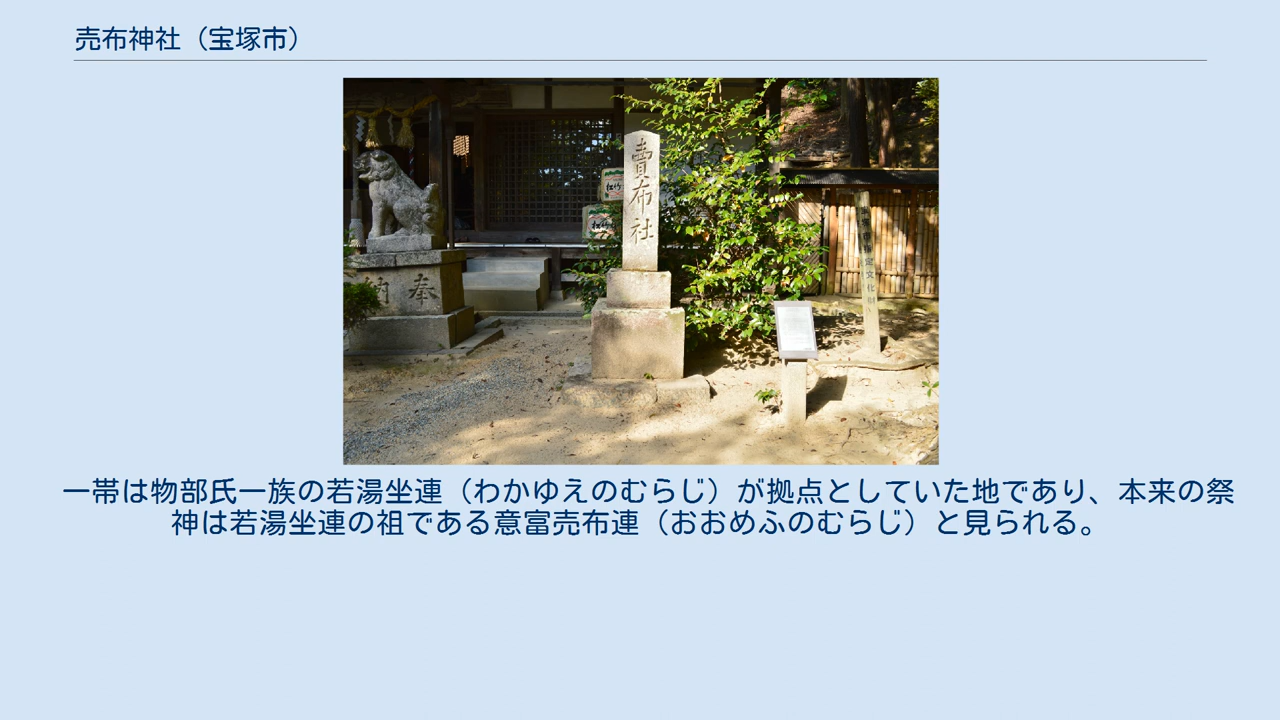 売布神社（宝塚市）
賣布社
奉
納
一帯は物部氏一族の若湯坐連（わかゆえのむらじ）が拠点としていた地であり、本来の祭
神は若湯坐連の祖である意富売布連（おおめふのむらじ）と見られる。